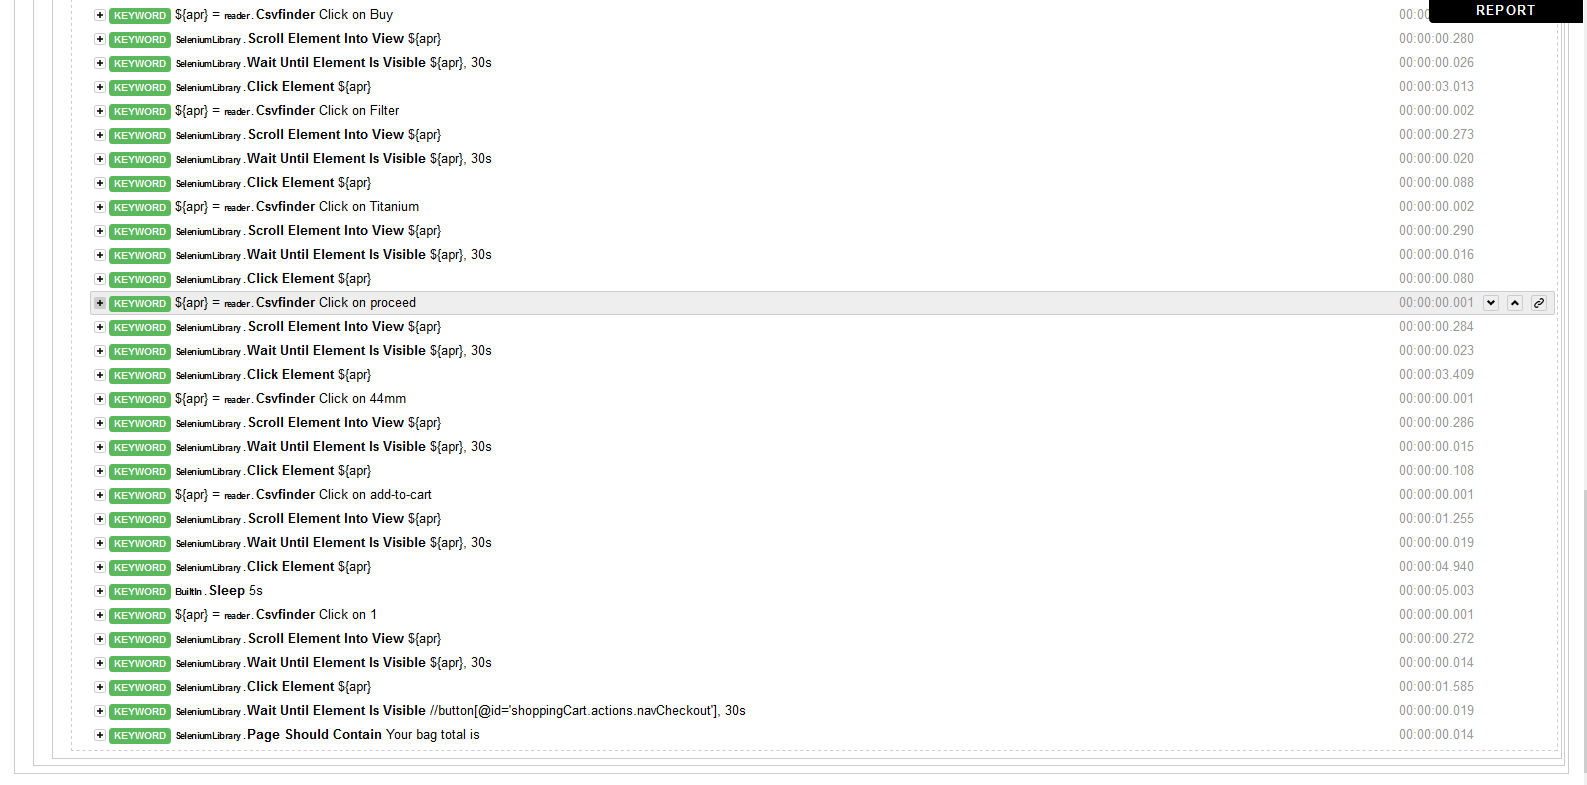 KEYWORD ${apr} = reader. Csvfinder Click on Buy 00:00 REPORT
+ KEYWORD SeleniumLibrary. Scroll Element Into View ${apr} 00:00:00.280
+ KEYWORD SeleniumLibrary. Wait Until Element Is Visible ${apr}, 30s 00:00:00.026
+ KEYWORD SeleniumLibrary. Click Element ${apr} 00:00:03.013
+ KEYWORD ${apr} = reader. Csvfinder Click on Filter 00:00:00.002
+ KEYWORD SeleniumLibrary. Scroll Element Into View ${apr} 00:00:00.273
+ KEYWORD SeleniumLibrary. Wait Until Element Is Visible ${apr}, 30s 00:00:00.020
+ KEYWORD SeleniumLibrary. Click Element ${apr} 00:00:00.088
+ KEYWORD ${apr} = reader. Csvfinder Click on Titanium 00:00:00.002
+ KEYWORD SeleniumLibrary. Scroll Element Into View ${apr} 00:00:00.290
+ KEYWORD SeleniumLibrary. Wait Until Element Is Visible ${apr}, 30s 00:00:00.016
+ KEYWORD SeleniumLibrary. Click Element ${apr} 00:00:00.080
+ KEYWORD ${apr} = reader. Csvfinder Click on proceed 00:00:00.001
+ KEYWORD SeleniumLibrary. Scroll Element Into View ${apr} 00:00:00.284
+ KEYWORD SeleniumLibrary. Wait Until Element Is Visible ${apr}, 30s 00:00:00.023
+ KEYWORD SeleniumLibrary. Click Element ${apr} 00:00:03.409
+ KEYWORD ${apr} = reader. Csvfinder Click on 44mm 00:00:00.001
+ KEYWORD SeleniumLibrary. Scroll Element Into View ${apr} 00:00:00.286
+ KEYWORD SeleniumLibrary. Wait Until Element Is Visible ${apr}, 30s 00:00:00.015
+ KEYWORD SeleniumLibrary. Click Element ${apr} 00:00:00.108
+ KEYWORD ${apr} = reader. Csvfinder Click on add-to-cart 00:00:00.001
+ KEYWORD SeleniumLibrary. Scroll Element Into View ${apr} 00:00:01.255
+ KEYWORD SeleniumLibrary. Wait Until Element Is Visible ${apr}, 30s 00:00:00.019
+ KEYWORD SeleniumLibrary. Click Element ${apr} 00:00:04.940
+ KEYWORD BuiltIn. Sleep 5s 00:00:05.003
+ KEYWORD ${apr} = reader. Csvfinder Click on 1 00:00:00.001
+ KEYWORD SeleniumLibrary. Scroll Element Into View ${apr} 00:00:00.272
+ KEYWORD SeleniumLibrary. Wait Until Element Is Visible ${apr}, 30s 00:00:00.014
+ KEYWORD SeleniumLibrary. Click Element ${apr} 00:00:01.585
+ KEYWORD SeleniumLibrary. Wait Until Element Is Visible //button[@id='shoppingCart.actions.navCheckout'], 30s 00:00:00.019
+ KEYWORD SeleniumLibrary. Page Should Contain Your bag total is 00:00:00.014